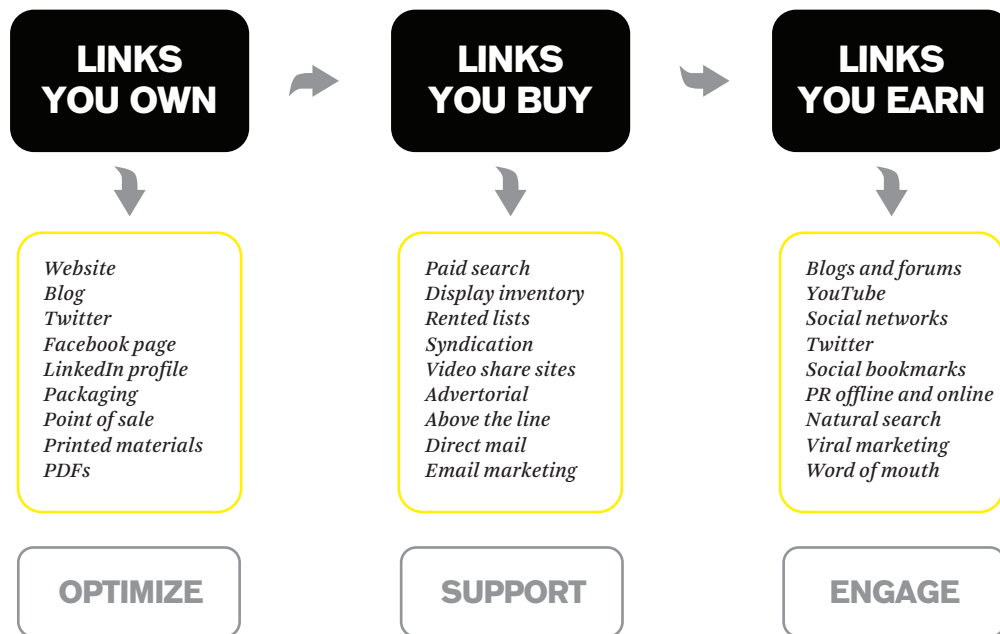 LINKS
YOU OWN
LINKS
YOU BUY
LINKS
YOU EARN
Website
Blog
Twitter
Facebook page
LinkedIn profile
Packaging
Point of sale
Printed materials
PDFs
Paid search
Display inventory
Rented lists
Syndication
Video share sites
Advertorial
Above the line
Direct mail
Email marketing
Blogs and forums
YouTube
Social networks
Twitter
Social bookmarks
PR offline and online
Natural search
Viral marketing
Word of mouth
OPTIMIZE
SUPPORT
ENGAGE